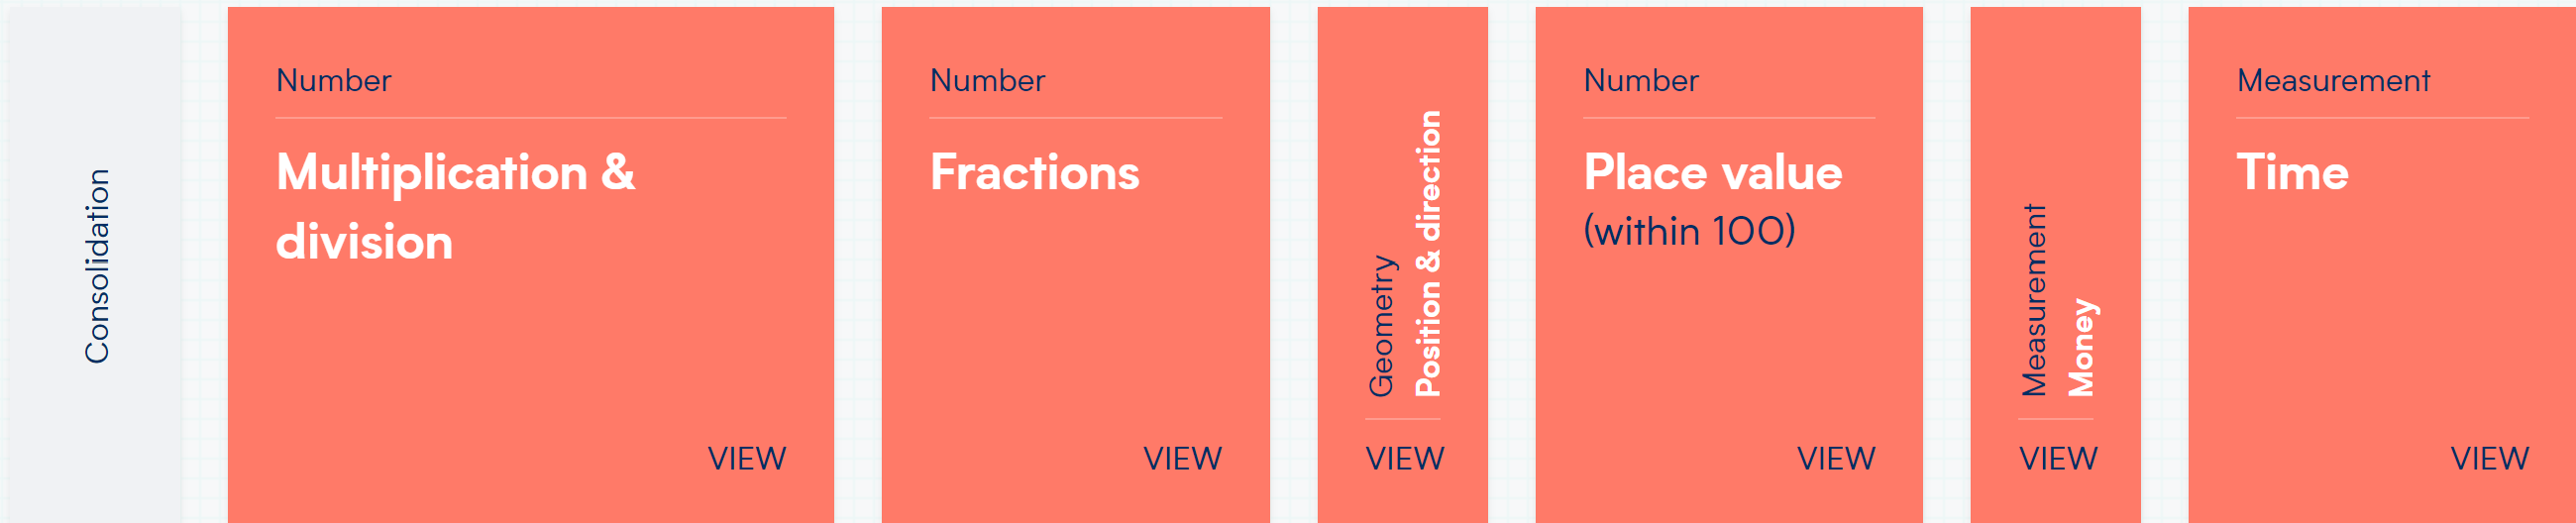 Consolidation
Number
Multiplication &
division
VIEW
Number
Fractions
VIEW
Geometry
Position & direction
VIEW
Number
Place value
(within 100)
VIEW
Measurement
Money
VIEW
Measurement
Time
VIEW